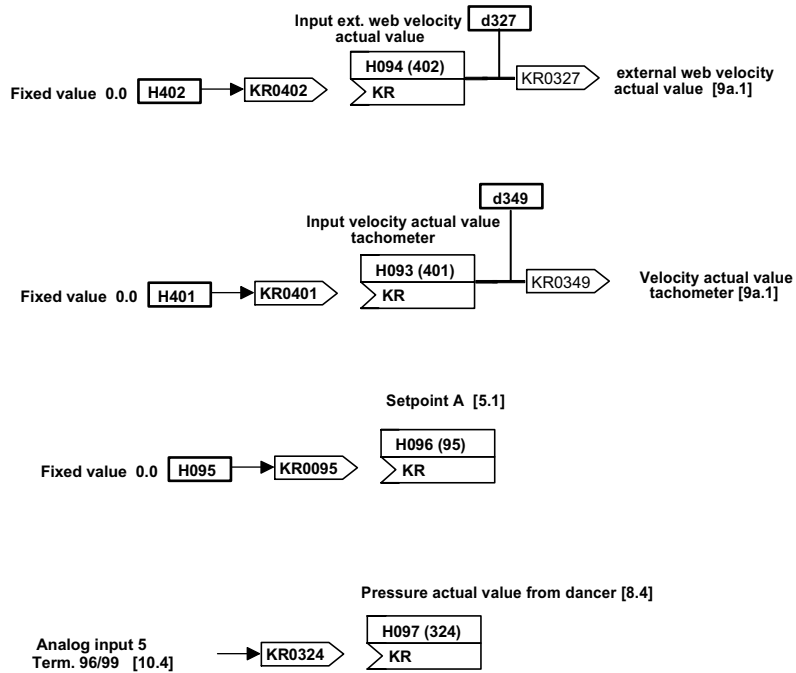 Input ext. web velocity
actual value
d327
H094 (402)
KR
KR0327
external web velocity
actual value [9a.1]
Fixed value 0.0
H402
KR0402
d349
Input velocity actual value
tachometer
H093 (401)
KR
KR0349
Velocity actual value
tachometer [9a.1]
Fixed value 0.0
H401
KR0401
Setpoint A [5.1]
H096 (95)
KR
Fixed value 0.0
H095
KR0095
Pressure actual value from dancer [8.4]
H097 (324)
KR
Analog input 5
Term. 96/99 [10.4]
KR0324